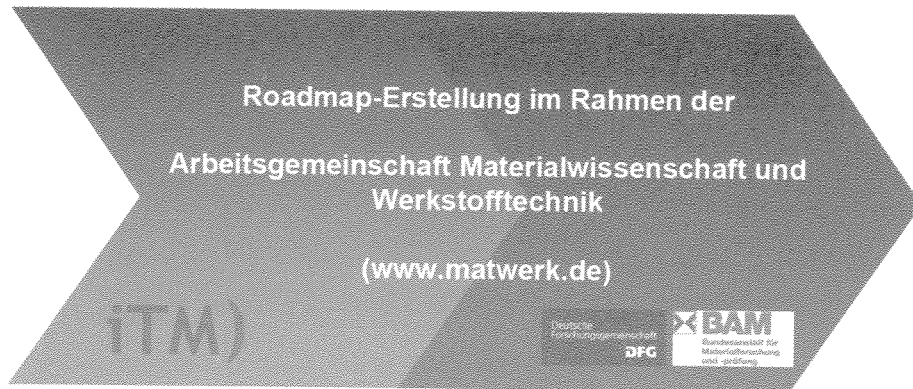 Roadmap-Erstellung im Rahmen der
Arbeitsgemeinschaft Materialwissenschaft und
Werkstofftechnik
(www.matwerk.de)
iTM)
Deutsche
Forschungsgemeinschaft
DFG
BAM
Bundesanstalt für
Materialforschung
und -prüfung